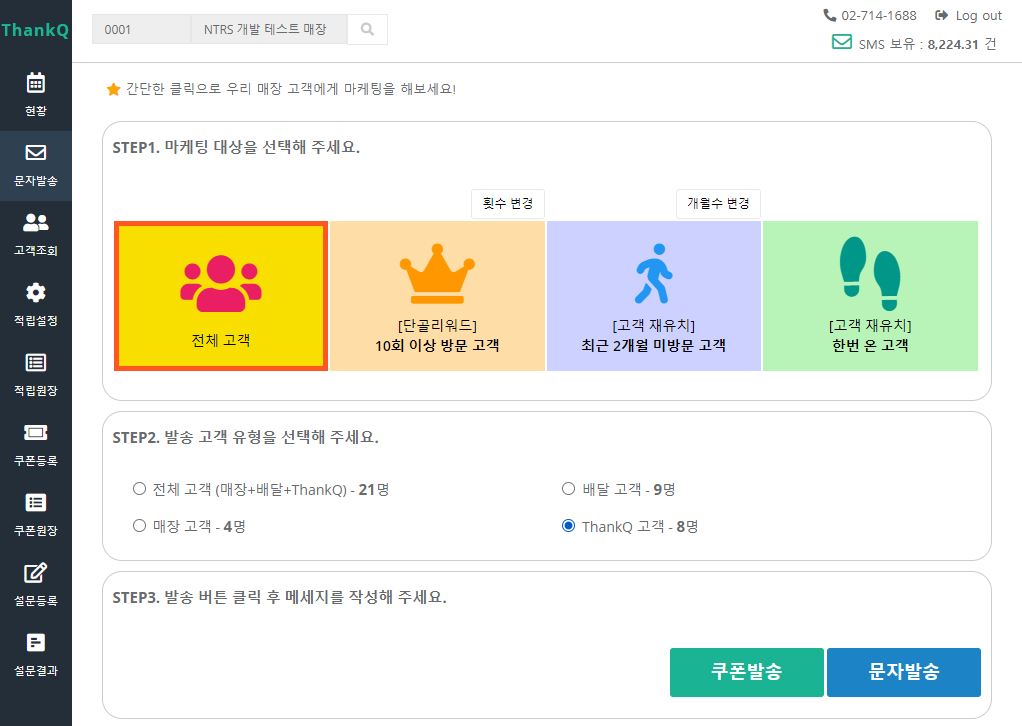 ThankQ
0001
NTRS 개발 테스트 매장
02-714-1688
Log out
SMS 보유 : 8,224.31 건
현황
문자발송
고객조회
적립설정
적립원장
쿠폰등록
쿠폰원장
설문등록
설문결과
간단한 클릭으로 우리 매장 고객에게 마케팅을 해보세요!
STEP1. 마케팅 대상을 선택해 주세요.
횟수 변경
개월수 변경
전체 고객
[단골리워드]
10회 이상 방문 고객
[고객 재유치]
최근 2개월 미방문 고객
[고객 재유치]
한번 온 고객
STEP2. 발송 고객 유형을 선택해 주세요.
전체 고객 (매장+배달+ThankQ) - 21명
배달 고객 - 9명
매장 고객 - 4명
ThankQ 고객 - 8명
STEP3. 발송 버튼 클릭 후 메세지를 작성해 주세요.
쿠폰발송
문자발송